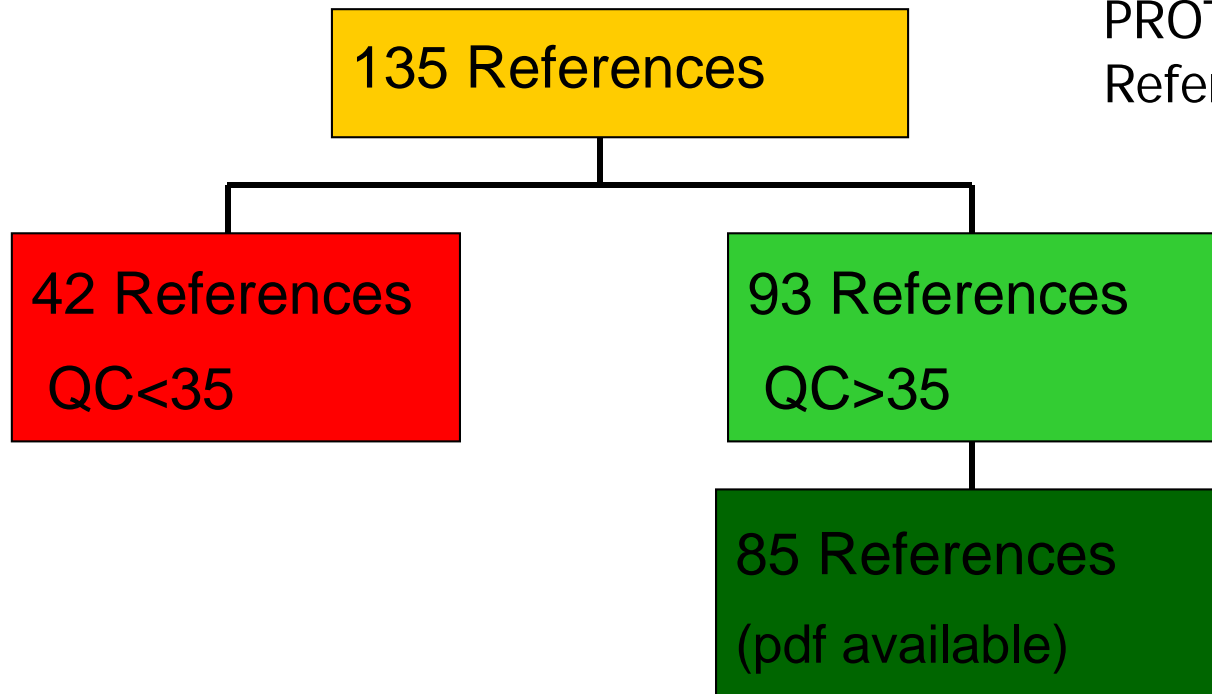 135 References
42 References
QC<35
93 References
QC>35
85 References
(pdf available)